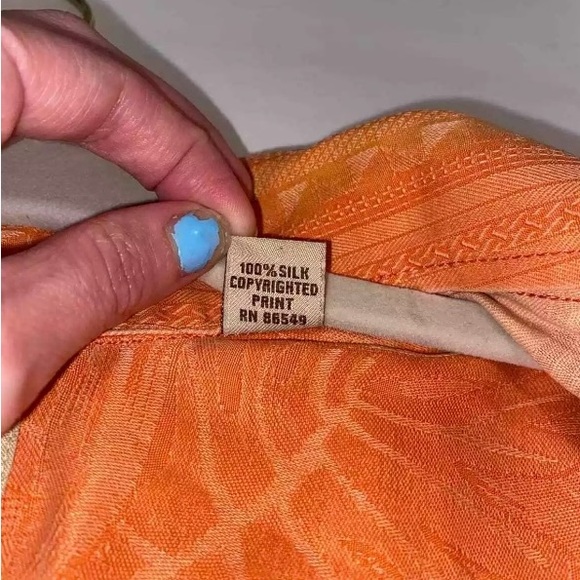 100% SILK
COPYRIGHTED
PRINT
RN 86549